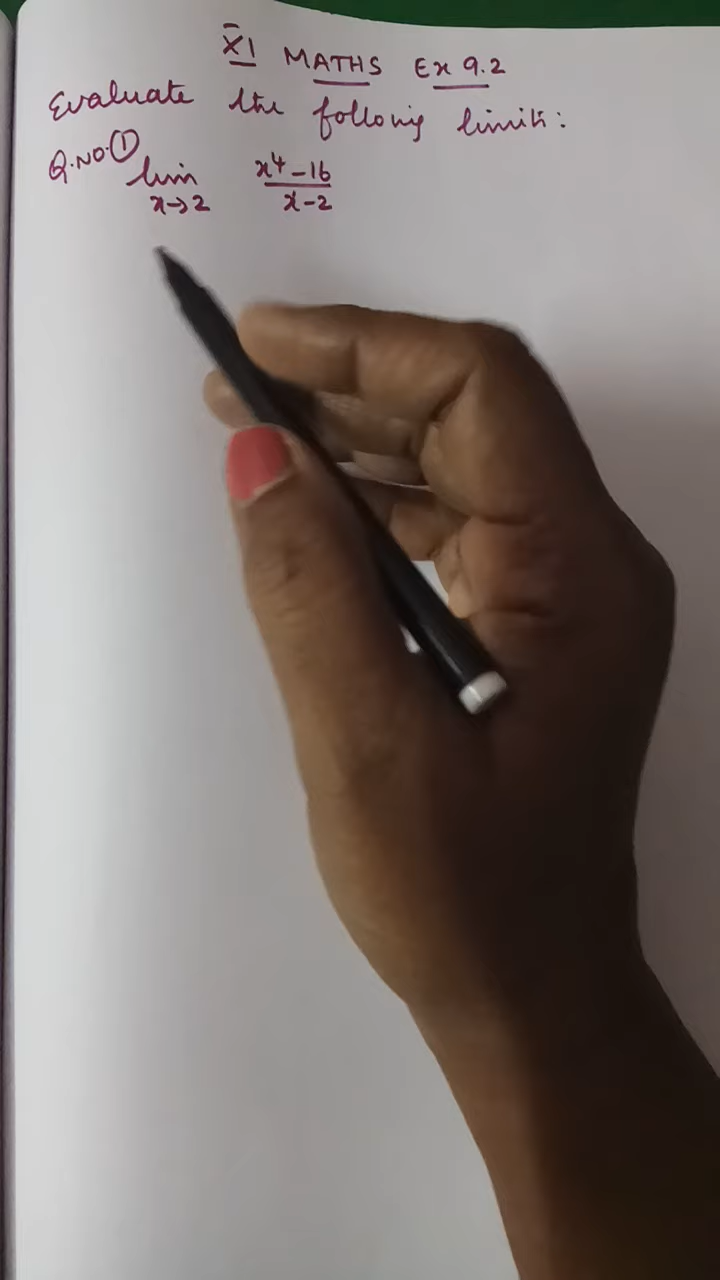 XI MATHS Ex 9.2
Evaluate the following limits:
Q.NO.① lim x→2 x⁴-16 / x-2